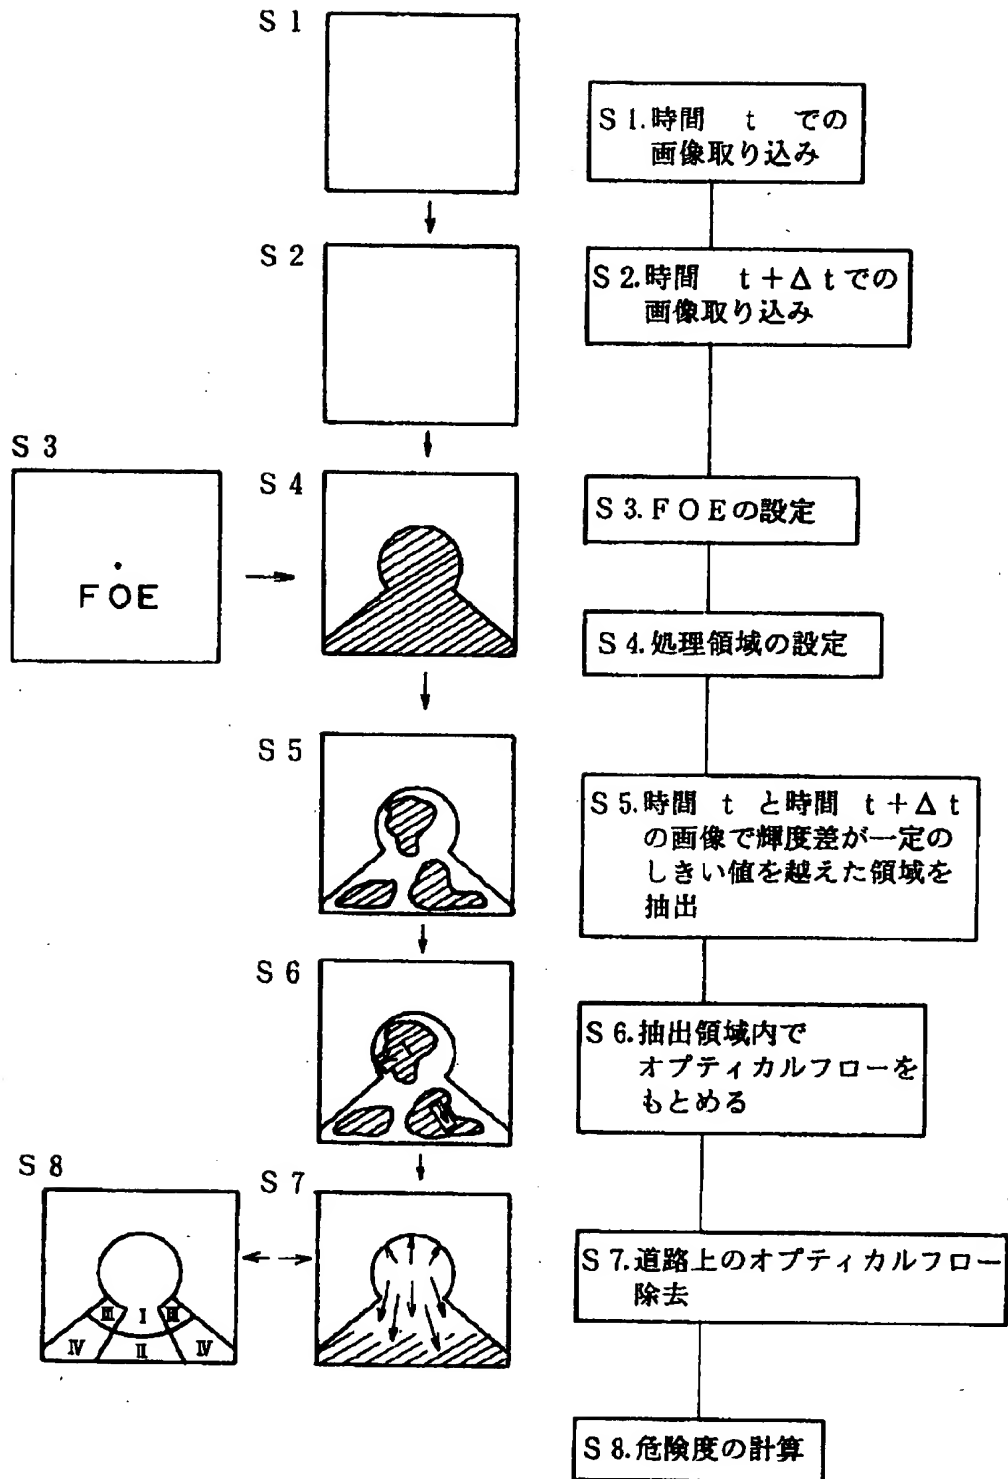 S 1
S 1.時間 t での
画像取り込み
S 2
S 2.時間 t+Δtでの
画像取り込み
S 3
FOE
S 4
S 3.FOEの設定
S 4.処理領域の設定
S 5
S 5.時間 t と時間 t+Δt
の画像で輝度差が一定の
しきい値を越えた領域を
抽出
S 6
S 6.抽出領域内で
オプティカルフローを
もとめる
S 8
Ⅲ Ⅰ Ⅲ
Ⅳ Ⅱ Ⅳ
S 7
S 7.道路上のオプティカルフロー
除去
S 8.危険度の計算